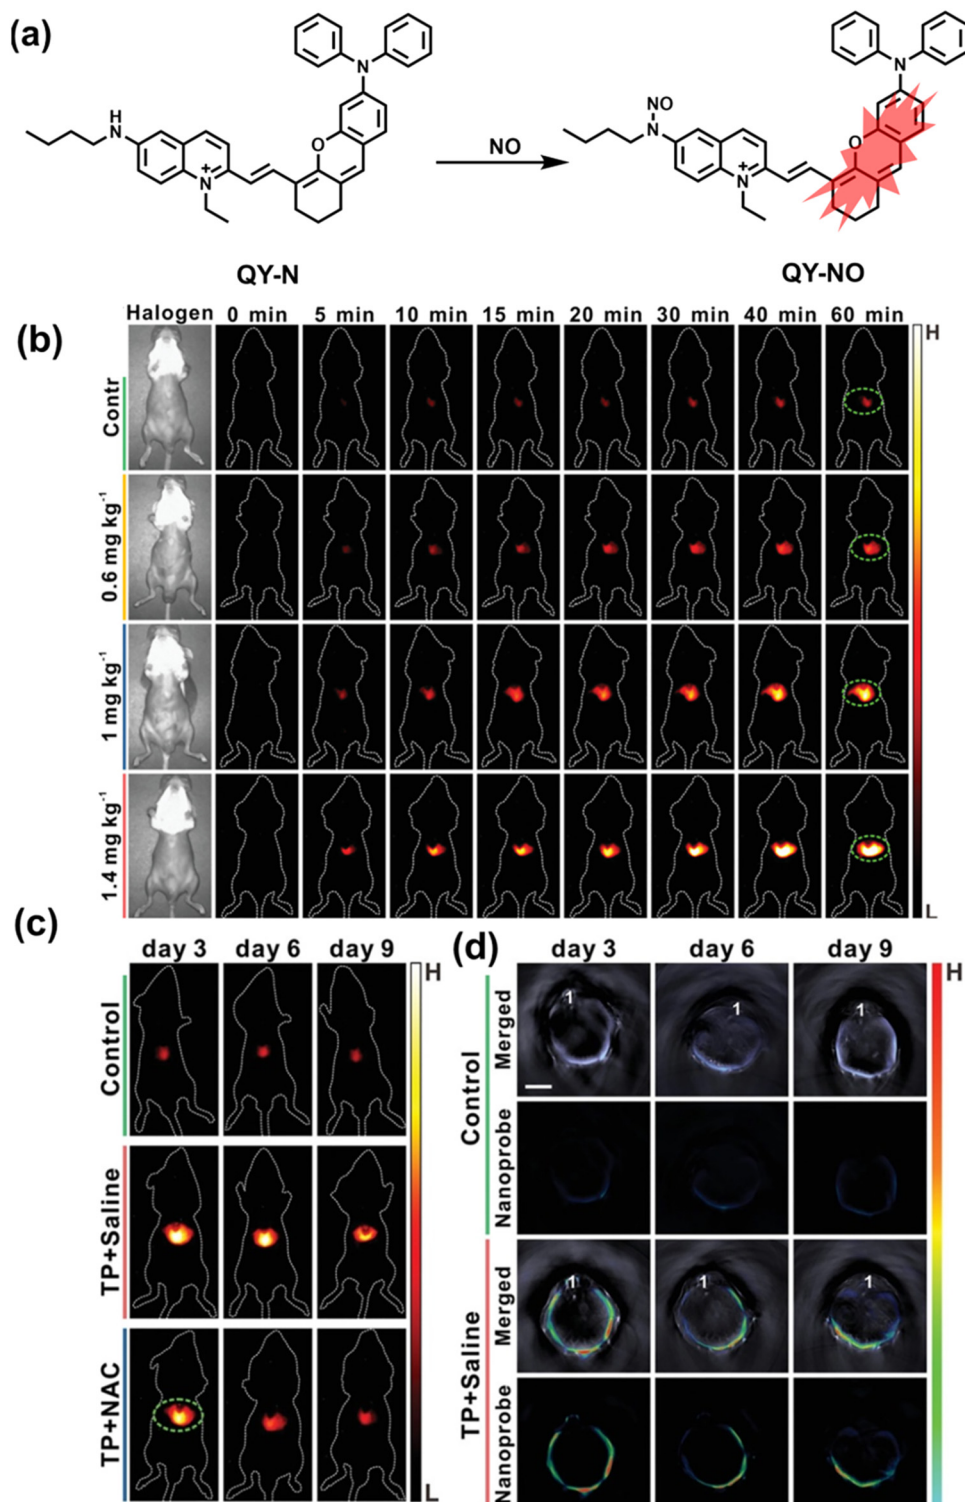 (a)
N
H
N
O
N+
NO
N
O
N
NO
N
N+
QY-N QY-NO
(b)
Halogen 0 min 5 min 10 min 15 min 20 min 30 min 40 min 60 min
H
Contr
0.6 mg kg-1
1 mg kg-1
1.4 mg kg-1
L
(c)
day 3 day 6 day 9
H
Control
TP+Saline
TP+NAC
L
(d)
day 3 day 6 day 9
H
Control
Merged
1 1 1
Nanoprobe
TP+Saline
Merged
1 1 1
Nanoprobe